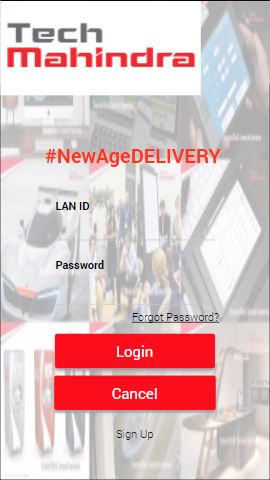 Tech
Mahindra
#NewAgeDELIVERY
LAN ID
Password
Forgot Password?
Login
Cancel
Sign Up